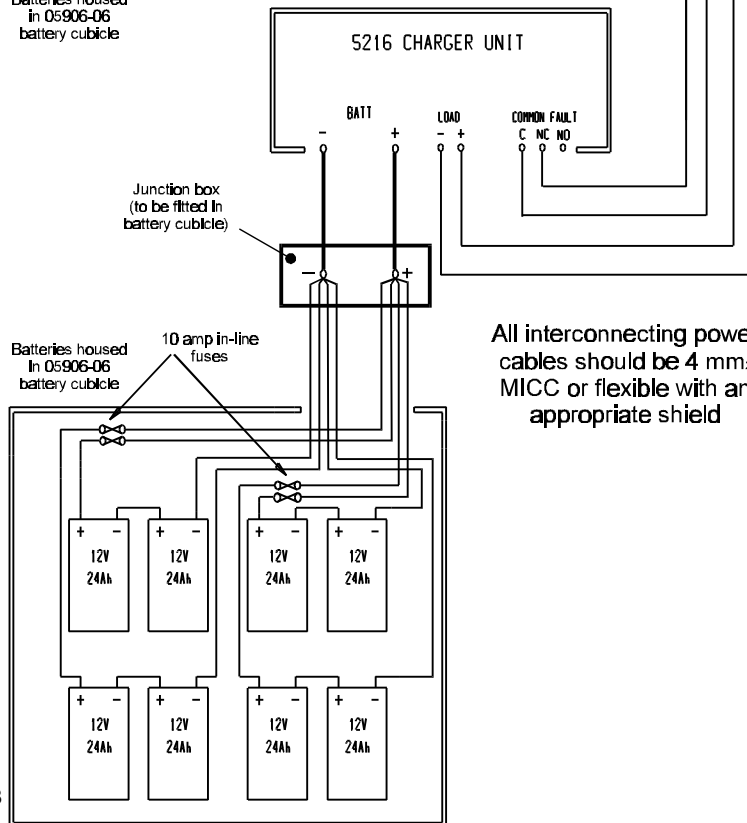 Batteries housed
in 05906-06
battery cubicle
5216 CHARGER UNIT
BATT
LOAD
COMMON FAULT
- +
- +
C NC NO
Junction box
(to be fitted in
battery cubicle)
- +
Batteries housed
in 05906-06
battery cubicle
10 amp in-line
fuses
All interconnecting powe
cables should be 4 mm
MICC or flexible with an
appropriate shield
+ - + - + - + -
12V 12V 12V 12V
24Ah 24Ah 24Ah 24Ah
+ - + - + - + -
12V 12V 12V 12V
24Ah 24Ah 24Ah 24Ah